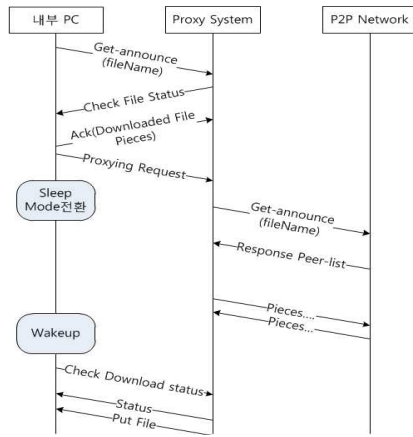 내부 PC
Proxy System
P2P Network
Get-announce
(fileName)
Check File Status
Ack(Downloaded File
Pieces)
Proxying Request
Sleep
Mode전환
Get-announce
(fileName)
Response Peer-list
Pieces....
Pieces...
Wakeup
Check Download status
Status
Put File